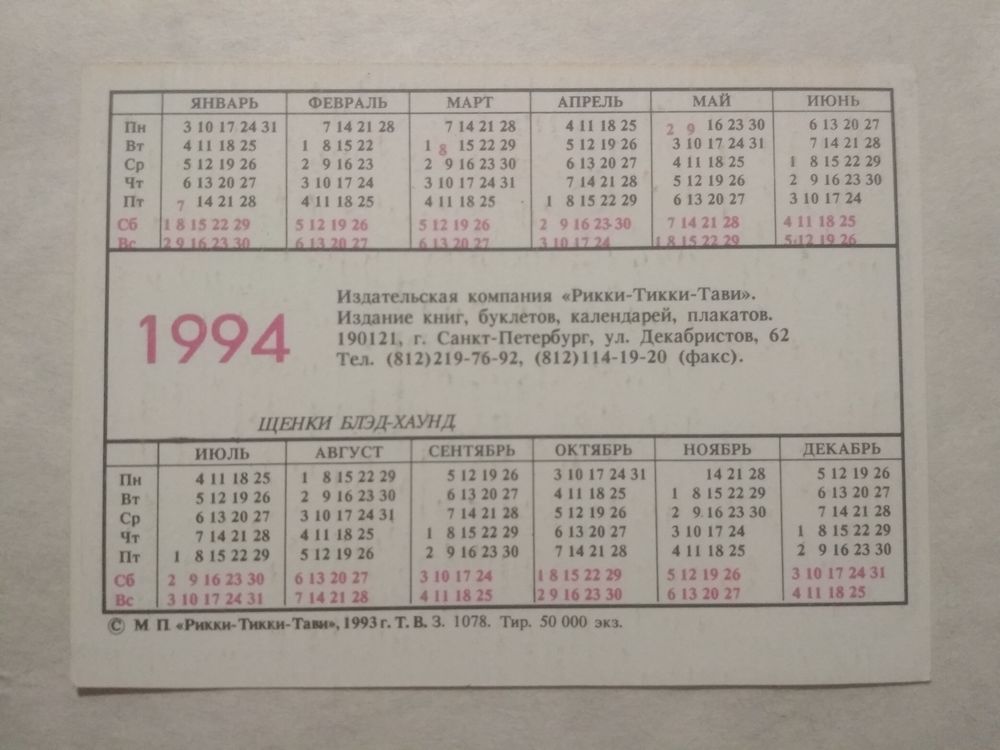 ЯНВАРЬ ФЕВРАЛЬ МАРТ АПРЕЛЬ МАЙ ИЮНЬ
Пн 3 10 17 24 31 7 14 21 28 7 14 21 28 4 11 18 25 2 9 16 23 30 6 13 20 27
Вт 4 11 18 25 1 8 15 22 1 8 15 22 29 5 12 19 26 3 10 17 24 31 7 14 21 28
Ср 5 12 19 26 2 9 16 23 2 9 16 23 30 6 13 20 27 4 11 18 25 1 8 15 22 29
Чт 6 13 20 27 3 10 17 24 3 10 17 24 31 7 14 21 28 5 12 19 26 2 9 16 23 30
Пт 7 14 21 28 4 11 18 25 4 11 18 25 1 8 15 22 29 6 13 20 27 3 10 17 24
Сб 1 8 15 22 29 5 12 19 26 5 12 19 26 2 9 16 23 30 7 14 21 28 4 11 18 25
Вс 2 9 16 23 30 6 13 20 27 6 13 20 27 3 10 17 24 1 8 15 22 29 5 12 19 26
1994
Издательская компания «Рикки-Тикки-Тави».
Издание книг, буклетов, календарей, плакатов.
190121, г. Санкт-Петербург, ул. Декабристов, 62
Тел. (812)219-76-92, (812)114-19-20 (факс).
ЩЕНКИ БЛЭД-ХАУНД
ИЮЛЬ АВГУСТ СЕНТЯБРЬ ОКТЯБРЬ НОЯБРЬ ДЕКАБРЬ
Пн 4 11 18 25 1 8 15 22 29 5 12 19 26 3 10 17 24 31 14 21 28 5 12 19 26
Вт 5 12 19 26 2 9 16 23 30 6 13 20 27 4 11 18 25 1 8 15 22 29 6 13 20 27
Ср 6 13 20 27 3 10 17 24 31 7 14 21 28 5 12 19 26 2 9 16 23 30 7 14 21 28
Чт 7 14 21 28 4 11 18 25 1 8 15 22 29 6 13 20 27 3 10 17 24 1 8 15 22 29
Пт 1 8 15 22 29 5 12 19 26 2 9 16 23 30 7 14 21 28 4 11 18 25 2 9 16 23 30
Сб 2 9 16 23 30 6 13 20 27 3 10 17 24 1 8 15 22 29 5 12 19 26 3 10 17 24 31
Вс 3 10 17 24 31 7 14 21 28 4 11 18 25 2 9 16 23 30 6 13 20 27 4 11 18 25
© М П «Рикки-Тикки-Тави», 1993 г. Т. В. З. 1078. Тир. 50 000 экз.